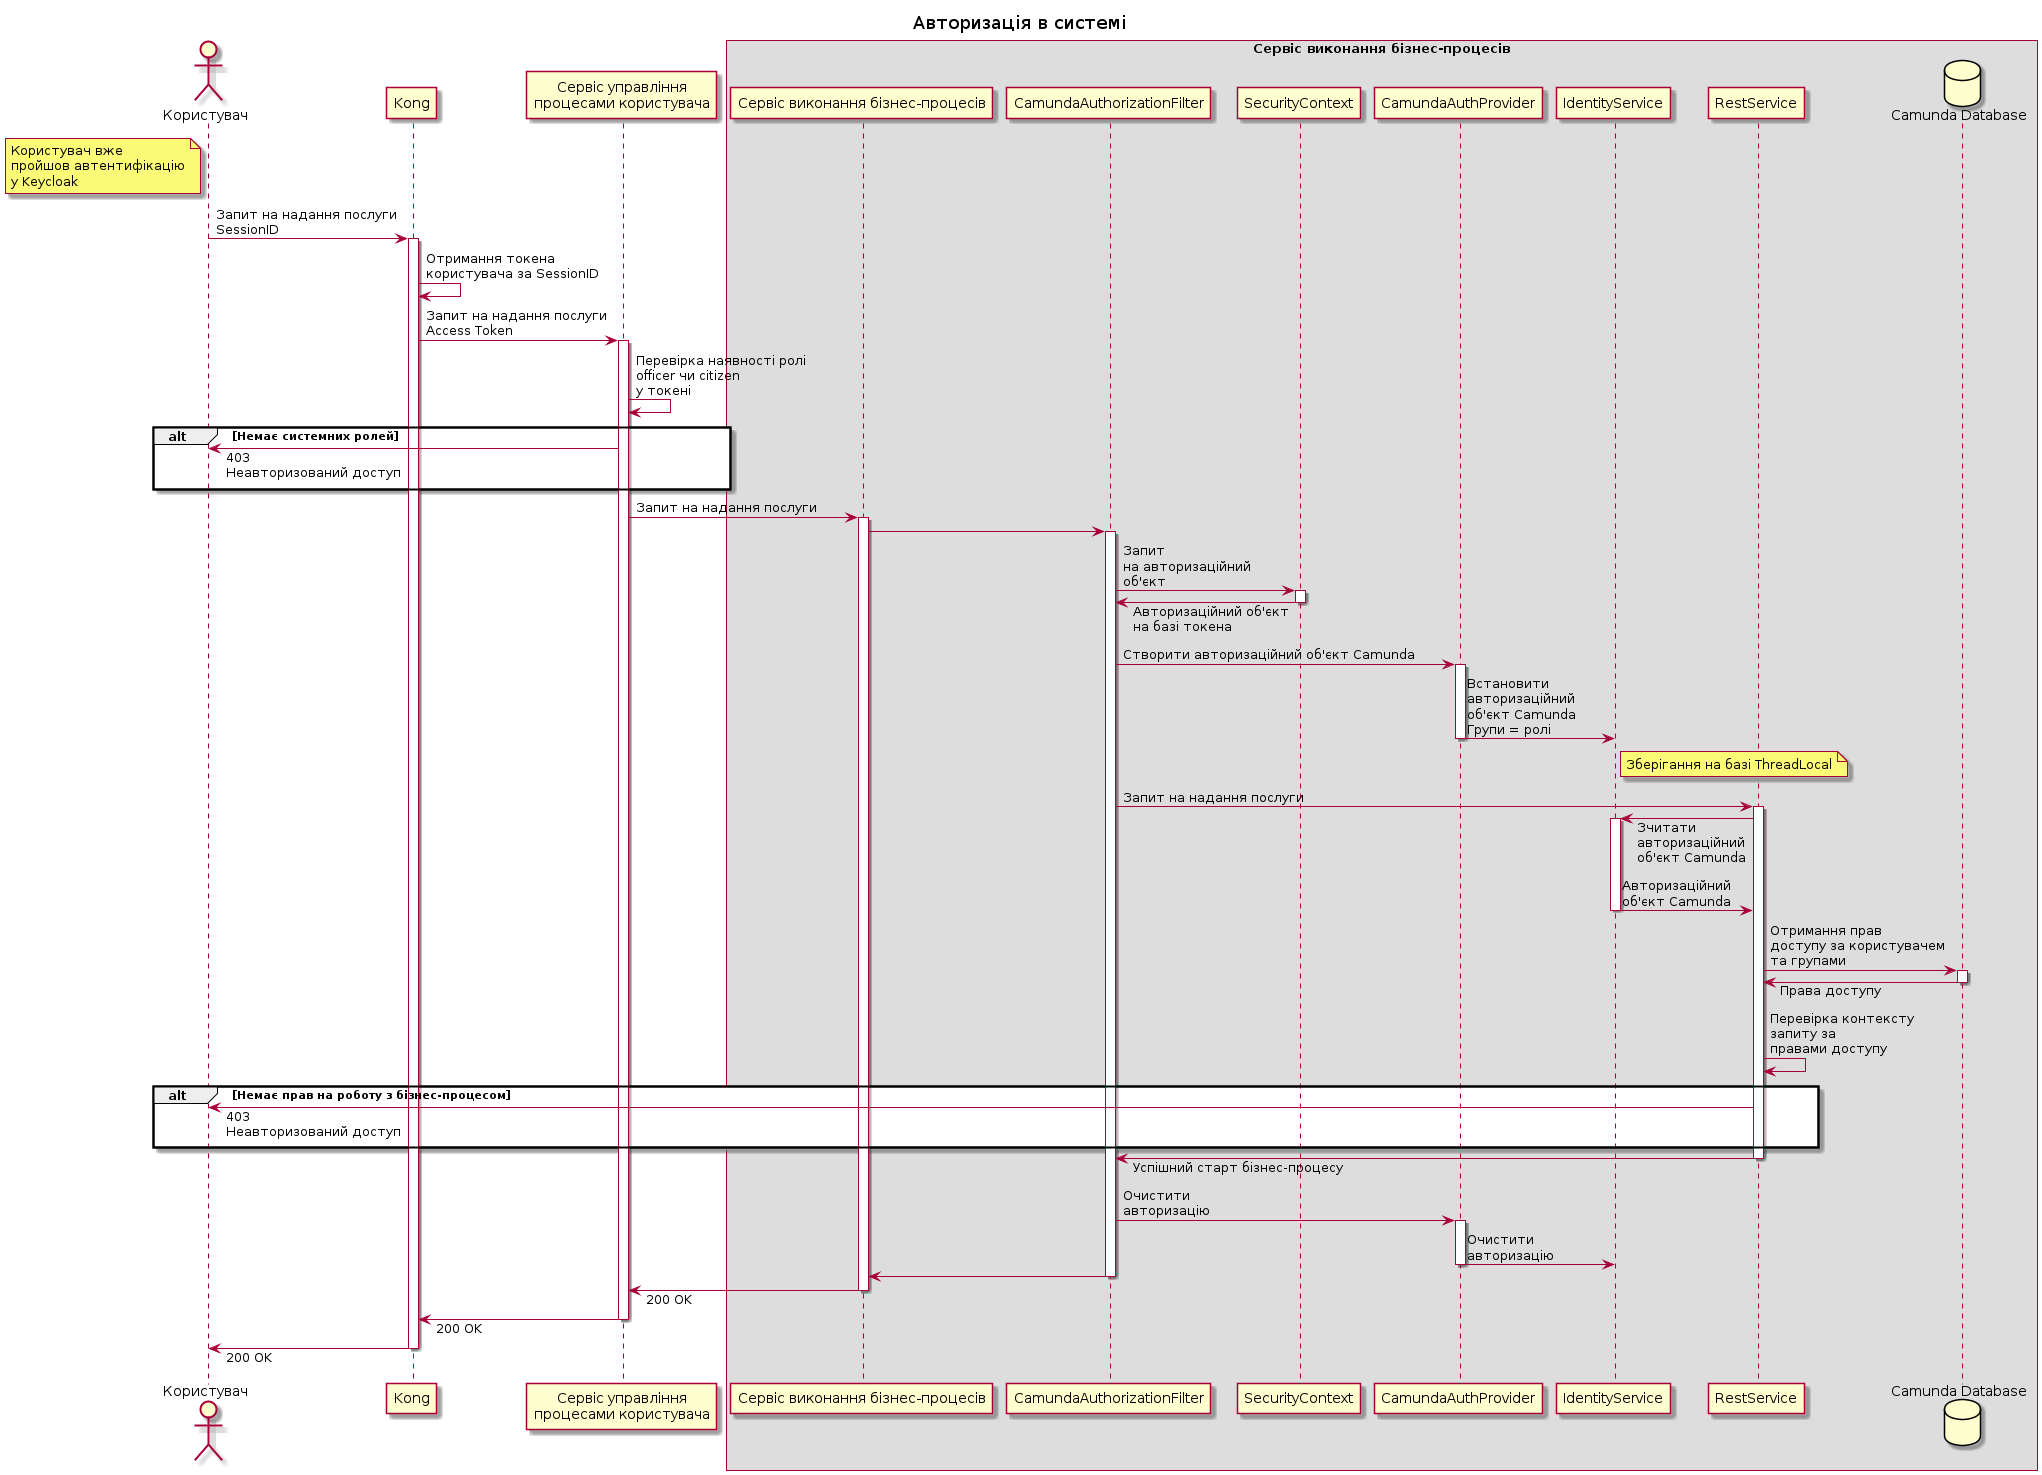 Авторизація в системі
Сервіс виконання бізнес-процесів
Користувач
Kong
Сервіс управління
процесами користувача
Сервіс виконання бізнес-процесів
CamundaAuthorizationFilter
SecurityContext
CamundaAuthProvider
IdentityService
RestService
Camunda Database
Користувач вже
пройшов автентифікацію
у Keycloak
Запит на надання послуги
SessionID
Отримання токена
користувача за SessionID
Запит на надання послуги
Access Token
Перевірка наявності ролі
officer чи citizen
у токені
alt
[Немає системних ролей]
403
Неавторизований доступ
Запит на надання послуги
Запит
на авторизаційний
об'єкт
Авторизаційний об'єкт
на базі токена
Створити авторизаційний об'єкт Camunda
Встановити
авторизаційний
об'єкт Camunda
Групи = ролі
Зберігання на базі ThreadLocal
Запит на надання послуги
Зчитати
авторизаційний
об'єкт Camunda
Авторизаційний
об'єкт Camunda
Отримання прав
доступу за користувачем
та групами
Права доступу
Перевірка контексту
запиту за
правами доступу
alt
[Немає прав на роботу з бізнес-процесом]
403
Неавторизований доступ
Успішний старт бізнес-процесу
Очистити
авторизацію
Очистити
авторизацію
200 OK
200 OK
200 OK
Користувач
Kong
Сервіс управління
процесами користувача
Сервіс виконання бізнес-процесів
CamundaAuthorizationFilter
SecurityContext
CamundaAuthProvider
IdentityService
RestService
Camunda Database